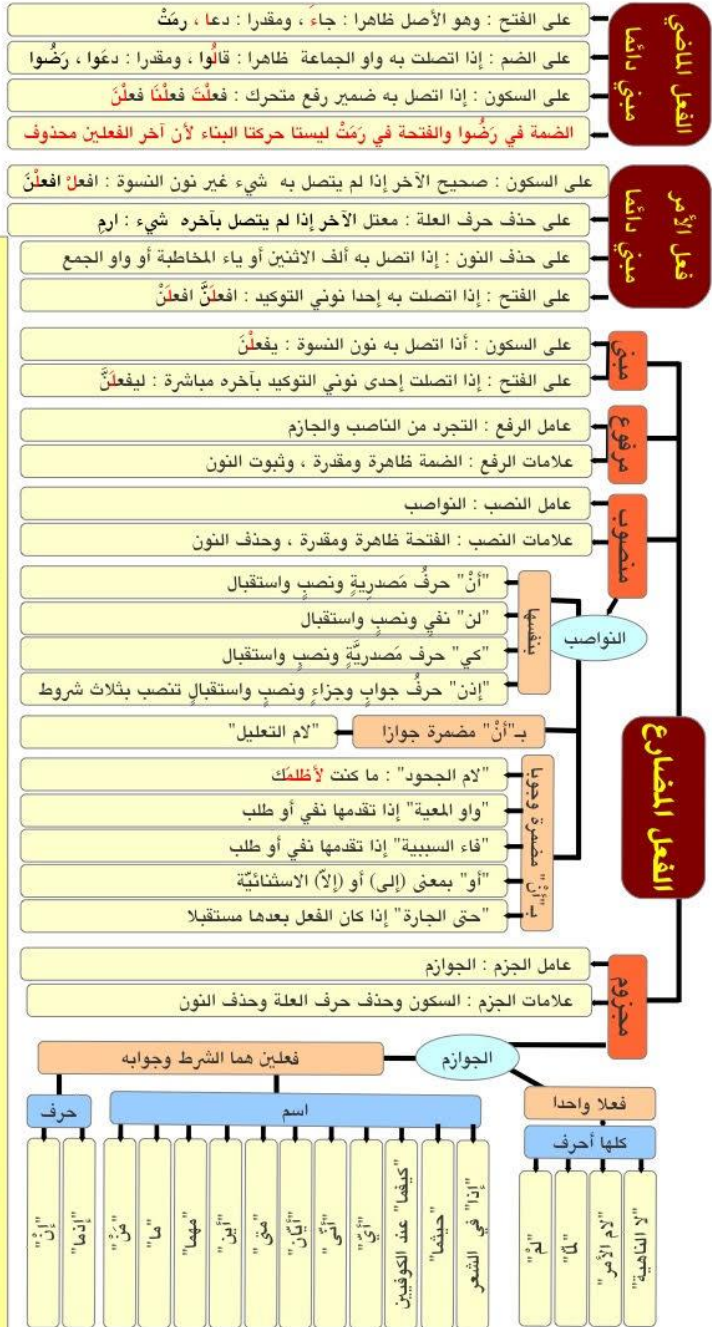 الفعل الماضي
مبني دائما
على الفتح : وهو الأصل ظاهرا : جاءَ ، ومقدرا : دعا ، رمَتْ
على الضم : إذا اتصلت به واو الجماعة ظاهرا : قالُوا ، ومقدرا : دعَوا ، رَضُوا
على السكون : إذا اتصل به ضمير رفع متحرك : فعلْتَ فعلْنَا فعلْنَ
الضمة في رَضُوا والفتحة في رَمَتْ ليستا حركتا البناء لأن آخر الفعلين محذوف
فعل الأمر
مبني دائما
على السكون : صحيح الآخر إذا لم يتصل به شيء غير نون النسوة : افعلْ افعلْنَ
على حذف حرف العلة : معتل الآخر إذا لم يتصل بآخره شيء : ارمِ
على حذف النون : إذا اتصل به ألف الاثنين أو ياء المخاطبة أو واو الجمع
على الفتح : إذا اتصلت به إحدا نوني التوكيد : افعلَنَّ افعلَنْ
الفعل المضارع
مبني
على السكون : أذا اتصل به نون النسوة : يفعلْنَ
على الفتح : إذا اتصلت إحدى نوني التوكيد بآخره مباشرة : ليفعلَنَّ
مرفوع
عامل الرفع : التجرد من الناصب والجازم
علامات الرفع : الضمة ظاهرة ومقدرة ، وثبوت النون
منصوب
عامل النصب : النواصب
علامات النصب : الفتحة ظاهرة و مقدرة ، وحذف النون
النواصب
بنفسها
"أنْ" حرفُ مَصدرِيةٍ ونصبٍ واستقبال
"لن" نفيٍ ونصبٍ واستقبال
"كي" حرف مَصدريَّةٍ ونصبٍ واستقبال
"إذن" حرفُ جوابٍ وجزاءٍ ونصبٍ واستقبالٍ تنصب بثلاث شروط
بـ"أنْ" مضمرة جوازا
"لام التعليل"
بـ"أنْ" مضمرة وجوبا
"لام الجحود" : ما كنت لأظلمَك
"واو المعية" إذا تقدمها نفي أو طلب
"فاء السببية" إذا تقدمها نفي أو طلب
"أو" بمعنى (إلى) أو (إلاّ) الاستثنائيّة
"حتى الجارة" إذا كان الفعل بعدها مستقبلا
مجزوم
عامل الجزم : الجوازم
علامات الجزم : السكون وحذف حرف العلة وحذف النون
الجوازم
فعلا واحدا
كلها أحرف
"لا الناهية"
"لام الأمر"
"لمّا"
"لمْ"
فعلين هما الشرط وجوابه
اسم
"إذا" في الشعر
"حيثما"
"كيفما" عند الكوفيين
"أيّ"
"أنّى"
"أيّان"
"متى"
"أين"
"مهما"
"ما"
"مَنْ"
حرف
"إذما"
"إنْ"